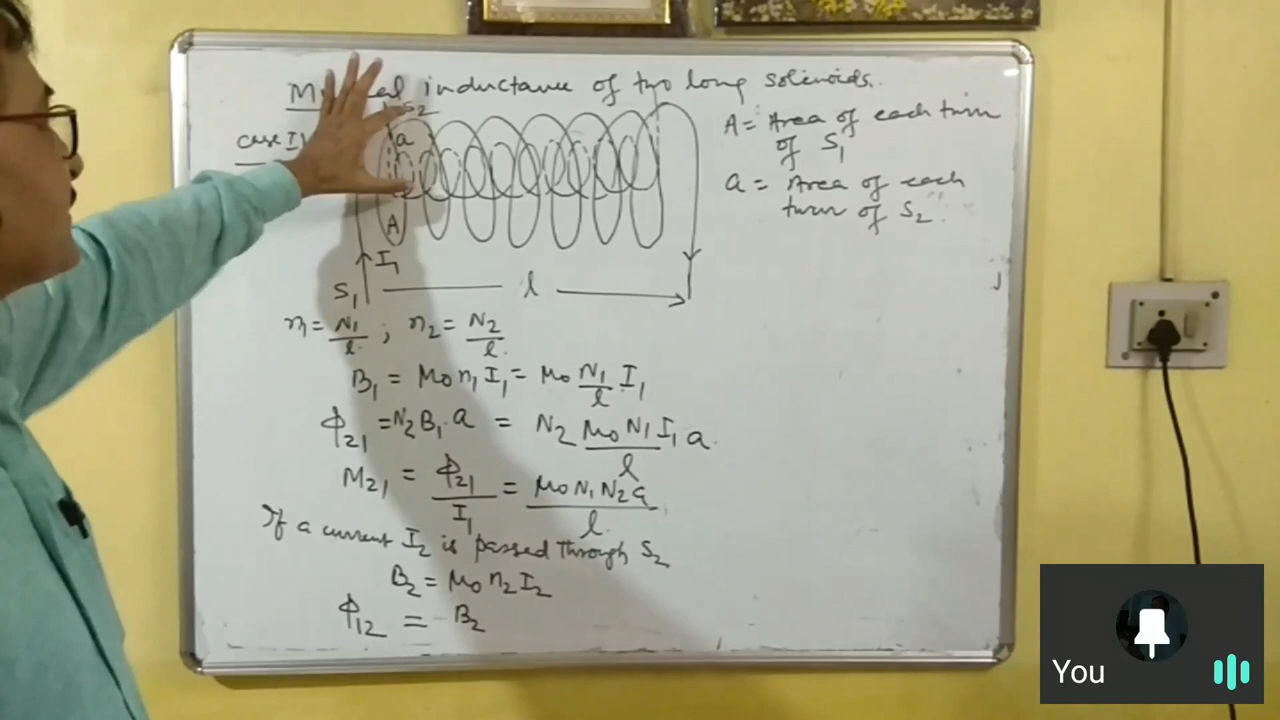 inductance of two long solenoids.
S2
case I
a
A
I1
S1
l
A = Area of each turn
of S1
a = Area of each
turn of S2.
n1 = N1/l ; n2 = N2/l.
B1 = μ0 n1 I1 = μ0 N1/l I1
Φ21 = N2 B1. a = N2 μ0 N1/l I1 a.
M21 = Φ21/I1 = μ0 N1 N2 a/l.
If a current I2 is passed through S2
B2 = μ0 n2 I2
Φ12 = B2
You